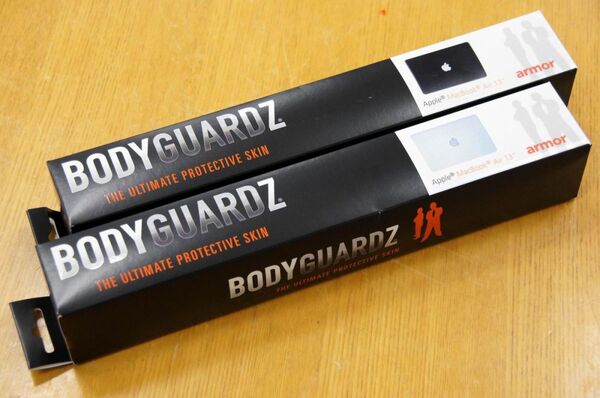 BODYGUARDZ®
THE ULTIMATE PROTECTIVE SKIN
Apple® MacBook® Air 13"
armor
BODYGUARDZ®
THE ULTIMATE PROTECTIVE SKIN
Apple® MacBook® Air 13"
armor
BODYGUARDZ
THE ULTIMATE PROTECTIVE SKIN